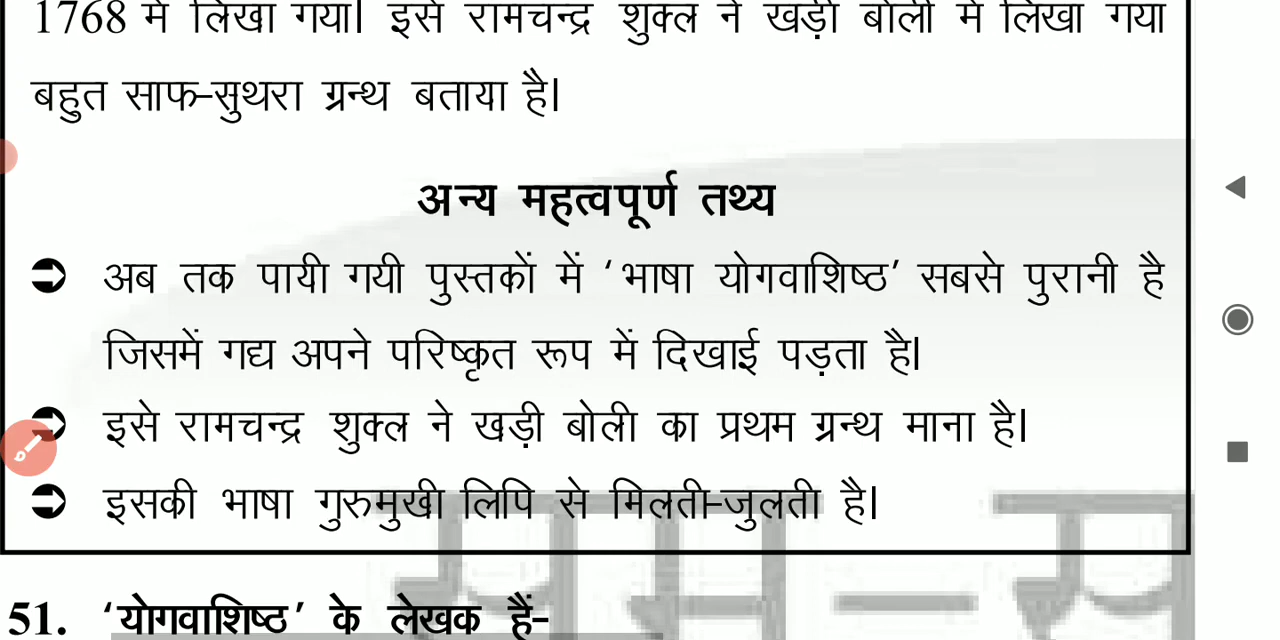 1768 में लिखा गया। इसे रामचन्द्र शुक्ल ने खड़ी बोली में लिखा गया
बहुत साफ-सुथरा ग्रन्थ बताया है।
अन्य महत्वपूर्ण तथ्य
⮊ अब तक पायी गयी पुस्तकों में ‘भाषा योगवाशिष्ठ’ सबसे पुरानी है
जिसमें गद्य अपने परिष्कृत रूप में दिखाई पड़ता है।
⮊ इसे रामचन्द्र शुक्ल ने खड़ी बोली का प्रथम ग्रन्थ माना है।
⮊ इसकी भाषा गुरुमुखी लिपि से मिलती-जुलती है।
51. ‘योगवाशिष्ठ’ के लेखक हैं-